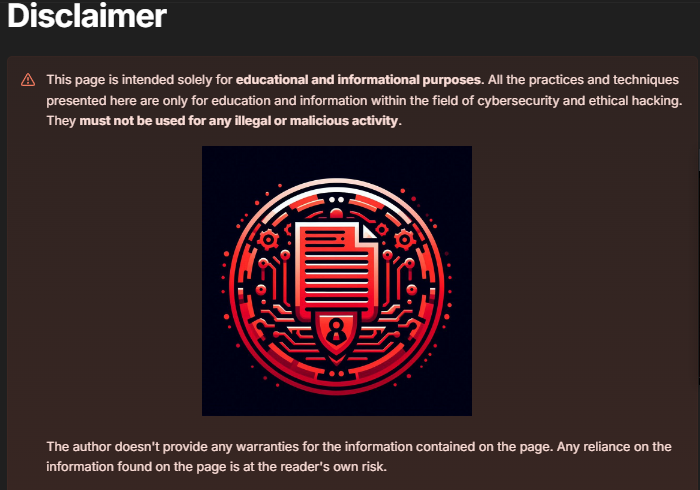 Disclaimer
This page is intended solely for educational and informational purposes. All the practices and techniques
presented here are only for education and information within the field of cybersecurity and ethical hacking.
They must not be used for any illegal or malicious activity.
The author doesn't provide any warranties for the information contained on the page. Any reliance on the
information found on the page is at the reader's own risk.